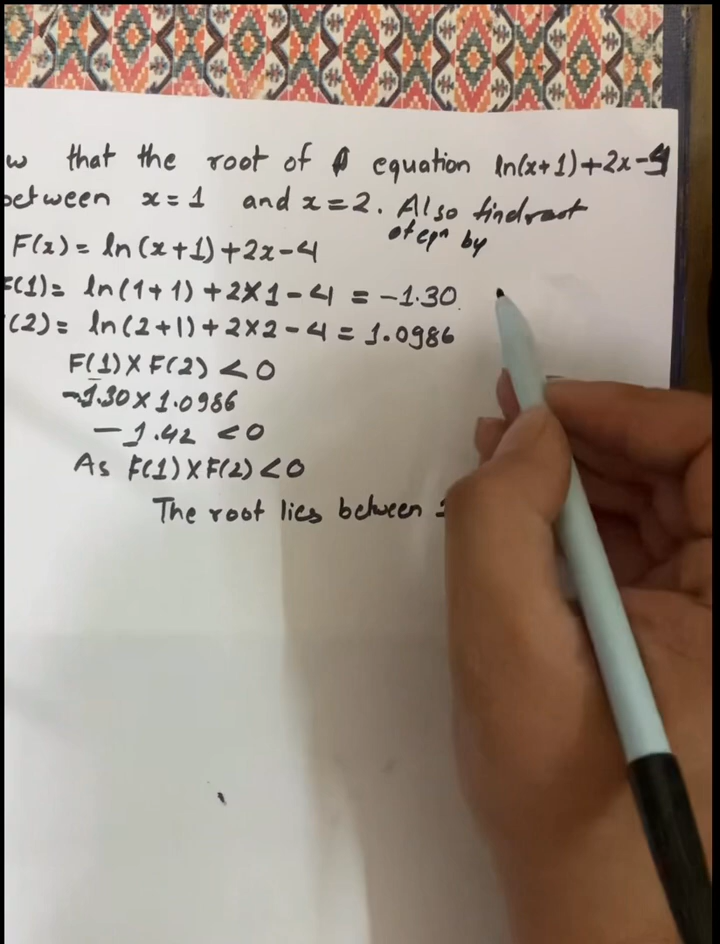 w that the root of equation ln(x+1)+2x-4
between x=1 and x=2. Also find root
of eqn by
F(x) = ln(x+1)+2x-4
F(1)= ln(1+1)+2×1-4 = -1.30
(2)= ln(2+1)+2×2-4 = 1.0986
F(1)×F(2) <0
-1.30×1.0986
-1.42 <0
As F(1)×F(2)<0
The root lies between 1